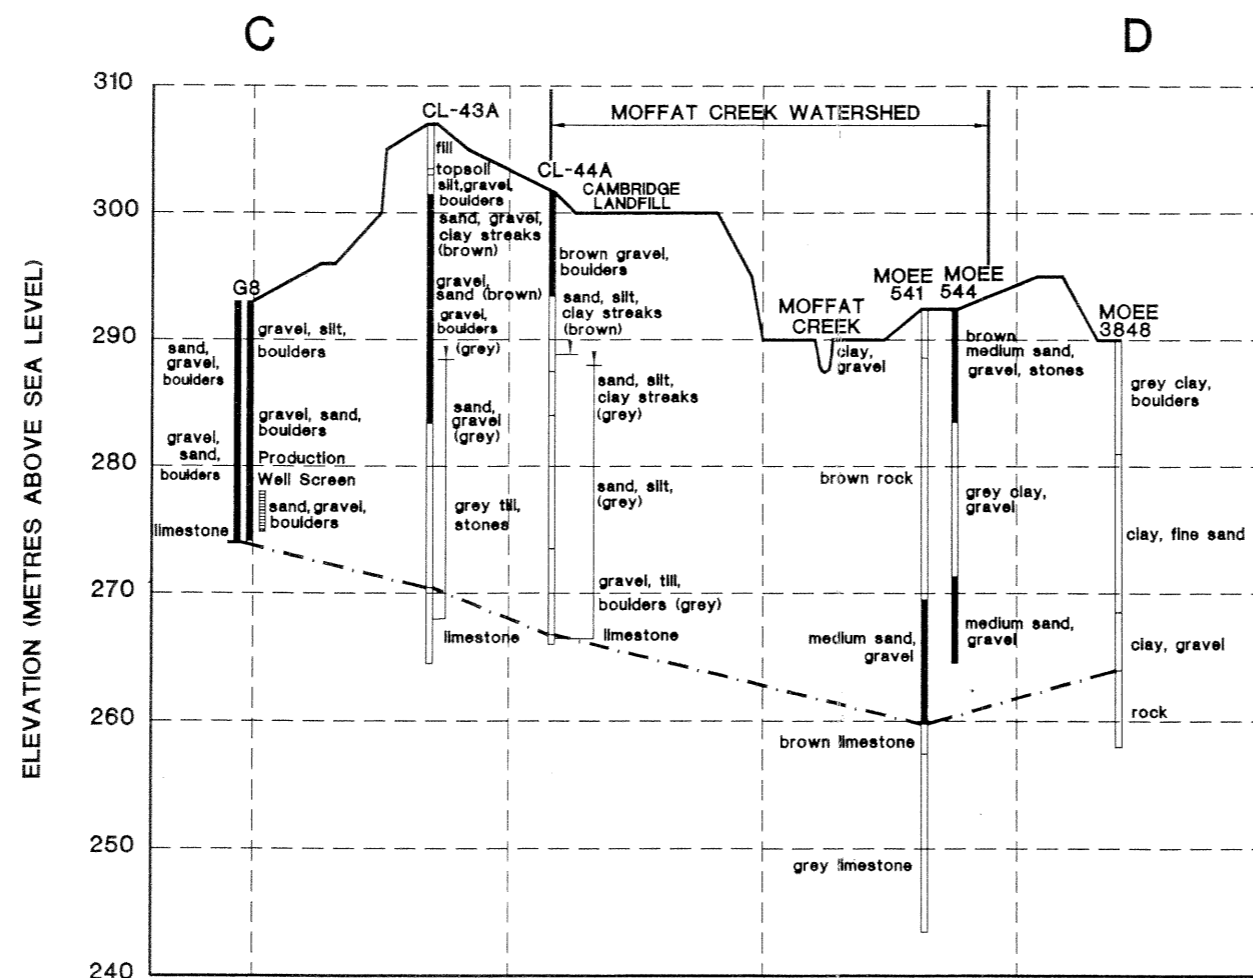 C
D
ELEVATION (METRES ABOVE SEA LEVEL)
310
300
290
280
270
260
250
240
MOFFAT CREEK WATERSHED
G8
sand,
gravel,
boulders
gravel,
sand,
boulders
limestone
gravel, silt,
boulders
gravel, sand,
boulders
Production
Well Screen
sand, gravel,
boulders
CL-43A
fill
topsoil
silt, gravel,
boulders
sand, gravel,
clay streaks
(brown)
gravel,
sand (brown)
gravel,
boulders
(grey)
sand,
gravel
(grey)
grey till,
stones
limestone
CL-44A
CAMBRIDGE
LANDFILL
brown gravel,
boulders
sand, silt,
clay streaks
(brown)
sand, silt,
clay streaks
(grey)
sand, silt,
(grey)
gravel, till,
boulders (grey)
limestone
MOFFAT
CREEK
MOEE
541
clay,
gravel
brown rock
medium sand,
gravel
brown limestone
grey limestone
MOEE
544
brown
medium sand,
gravel, stones
grey clay,
gravel
medium sand,
gravel
MOEE
3848
grey clay,
boulders
clay, fine sand
clay, gravel
rock